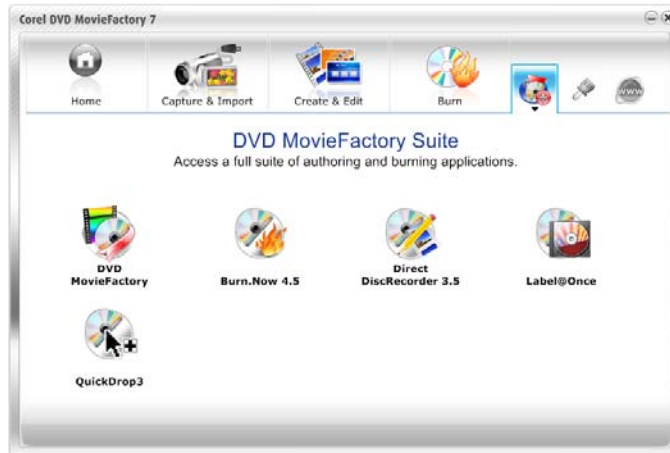 Corel DVD MovieFactory 7
Home
Capture & Import
Create & Edit
Burn
www
DVD MovieFactory Suite
Access a full suite of authoring and burning applications.
DVD
MovieFactory
Burn.Now 4.5
Direct
DiscRecorder 3.5
Label@Once
QuickDrop3